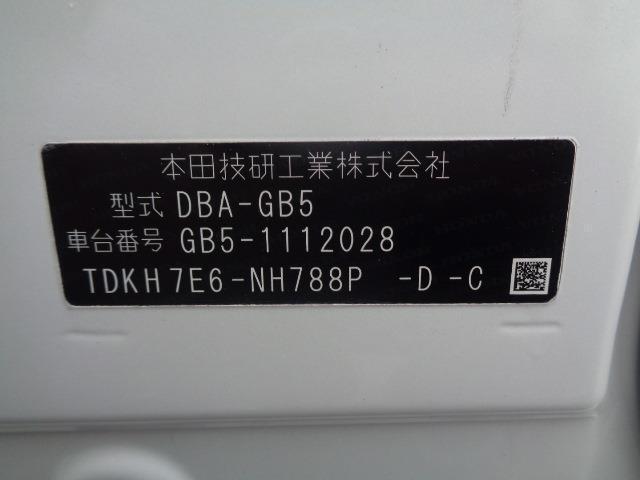 本田技研工業株式会社
型式 DBA-GB5
車台番号 GB5-1112028
TDKH7E6-NH788P -D-C